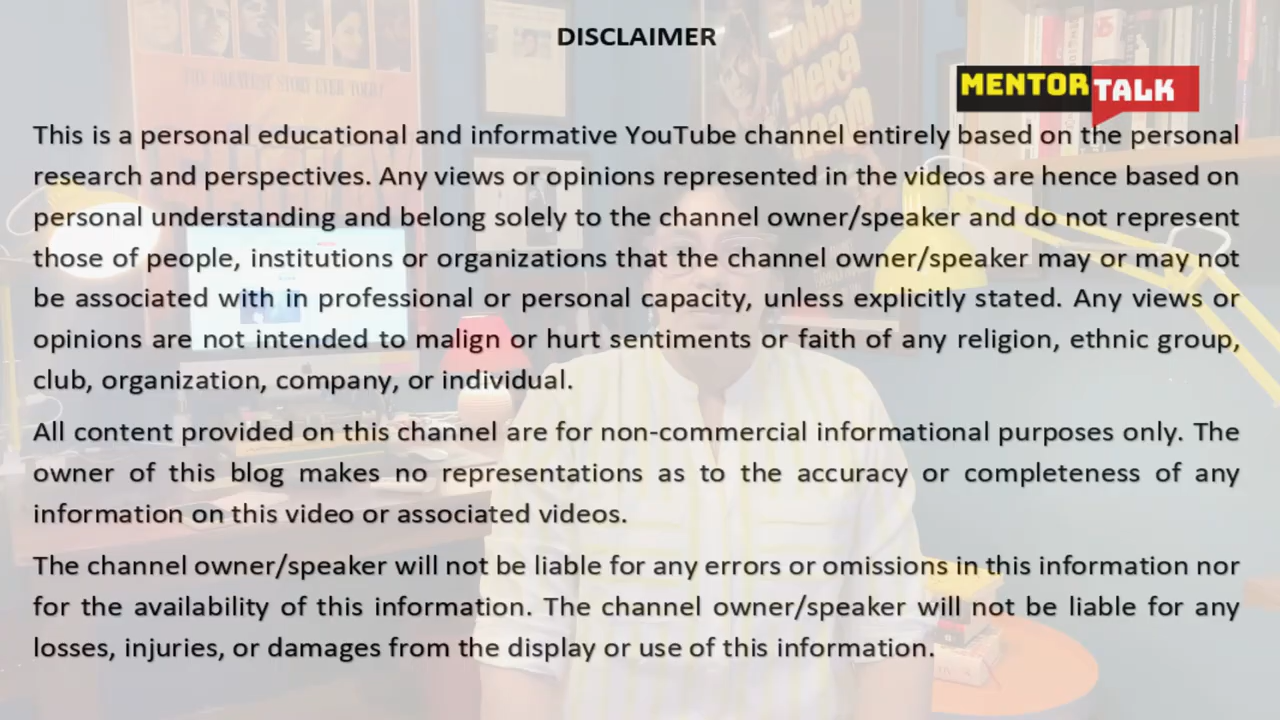 DISCLAIMER
MENTOR TALK
This is a personal educational and informative YouTube channel entirely based on the personal
research and perspectives. Any views or opinions represented in the videos are hence based on
personal understanding and belong solely to the channel owner/speaker and do not represent
those of people, institutions or organizations that the channel owner/speaker may or may not
be associated with in professional or personal capacity, unless explicitly stated. Any views or
opinions are not intended to malign or hurt sentiments or faith of any religion, ethnic group,
club, organization, company, or individual.
All content provided on this channel are for non-commercial informational purposes only. The
owner of this blog makes no representations as to the accuracy or completeness of any
information on this video or associated videos.
The channel owner/speaker will not be liable for any errors or omissions in this information nor
for the availability of this information. The channel owner/speaker will not be liable for any
losses, injuries, or damages from the display or use of this information.